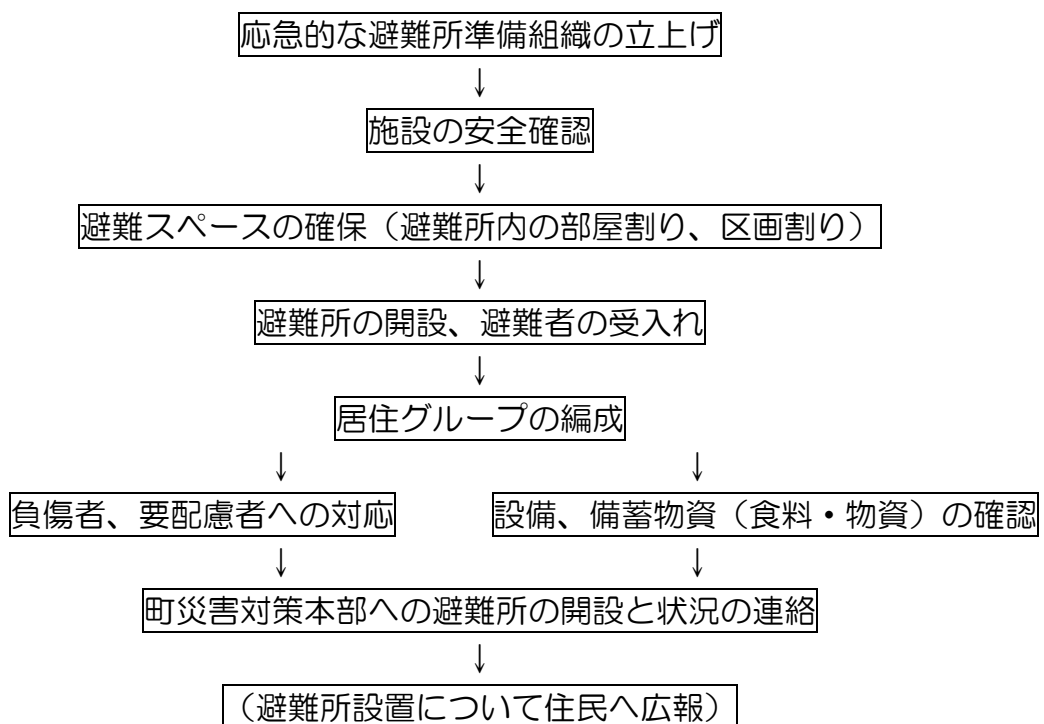 応急的な避難所準備組織の立上げ
↓
施設の安全確認
↓
避難スペースの確保（避難所内の部屋割り、区画割り）
↓
避難所の開設、避難者の受入れ
↓
居住グループの編成
↓ ↓
負傷者、要配慮者への対応 設備、備蓄物資（食料・物資）の確認
↓ ↓
町災害対策本部への避難所の開設と状況の連絡
↓
（避難所設置について住民へ広報）